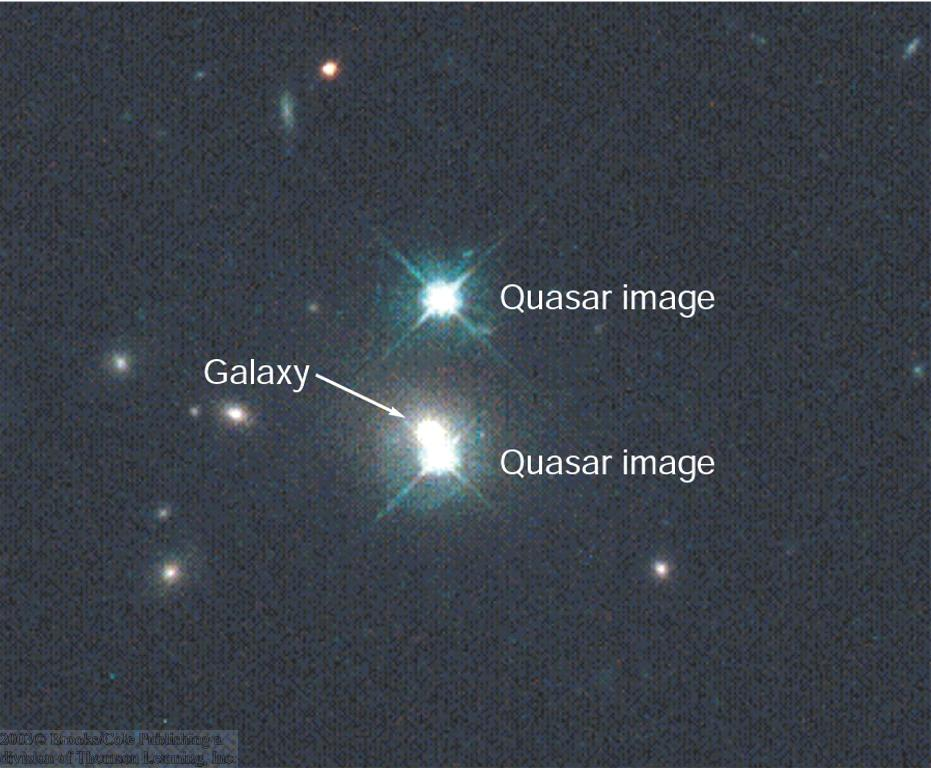 Quasar image
Galaxy
Quasar image
2003© Brooks/Cole Publishing a
division of Thomson Learning, Inc.